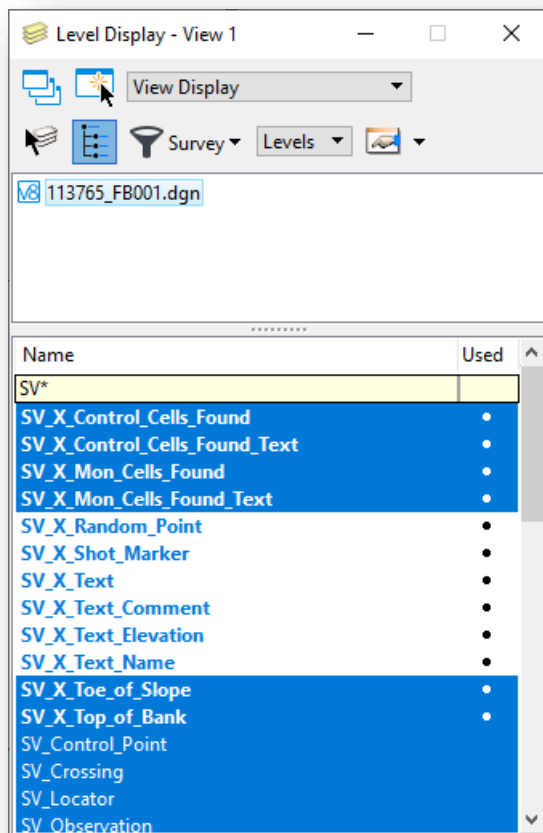 Level Display - View 1
View Display
Survey Levels
V8 113765_FB001.dgn
Name Used
SV*
SV_X_Control_Cells_Found
SV_X_Control_Cells_Found_Text
SV_X_Mon_Cells_Found
SV_X_Mon_Cells_Found_Text
SV_X_Random_Point
SV_X_Shot_Marker
SV_X_Text
SV_X_Text_Comment
SV_X_Text_Elevation
SV_X_Text_Name
SV_X_Toe_of_Slope
SV_X_Top_of_Bank
SV_Control_Point
SV_Crossing
SV_Locator
SV_Observation